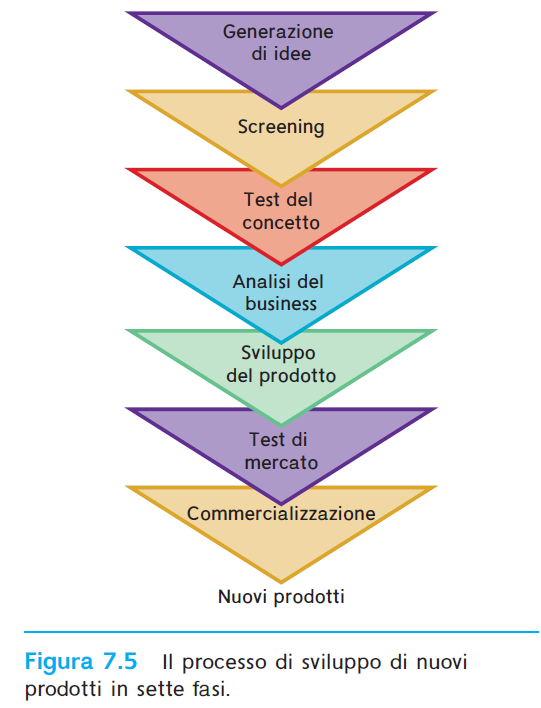 Generazione
di idee
Screening
Test del
concetto
Analisi del
business
Sviluppo
del prodotto
Test di
mercato
Commercializzazione
Nuovi prodotti
Figura 7.5 Il processo di sviluppo di nuovi
prodotti in sette fasi.